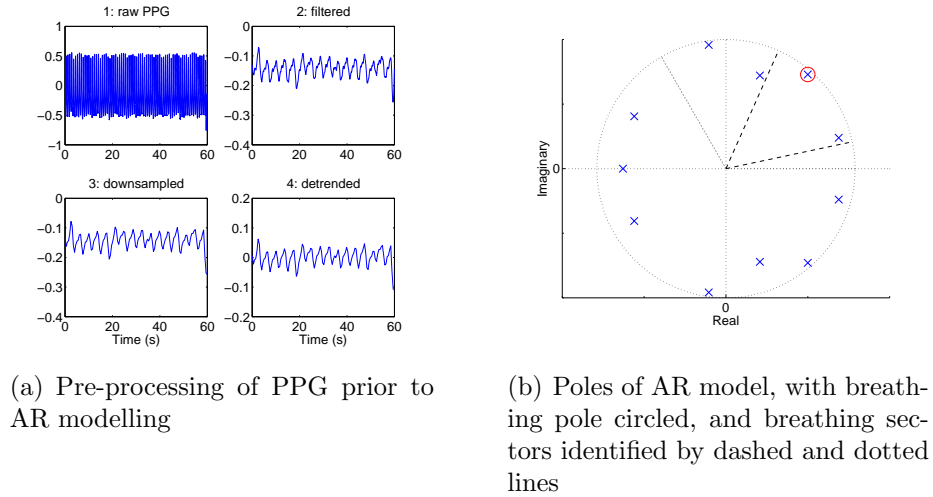 1: raw PPG
1
0.5
0
−0.5
−1
0 20 40 60
2: filtered
0
−0.1
−0.2
−0.3
−0.4
0 20 40 60
3: downsampled
0
−0.1
−0.2
−0.3
−0.4
0 20 40 60
Time (s)
4: detrended
0.2
0.1
0
−0.1
−0.2
0 20 40 60
Time (s)
Imaginary
0
0
Real
(a) Pre-processing of PPG prior to
AR modelling
(b) Poles of AR model, with breath-
ing pole circled, and breathing sec-
tors identified by dashed and dotted
lines